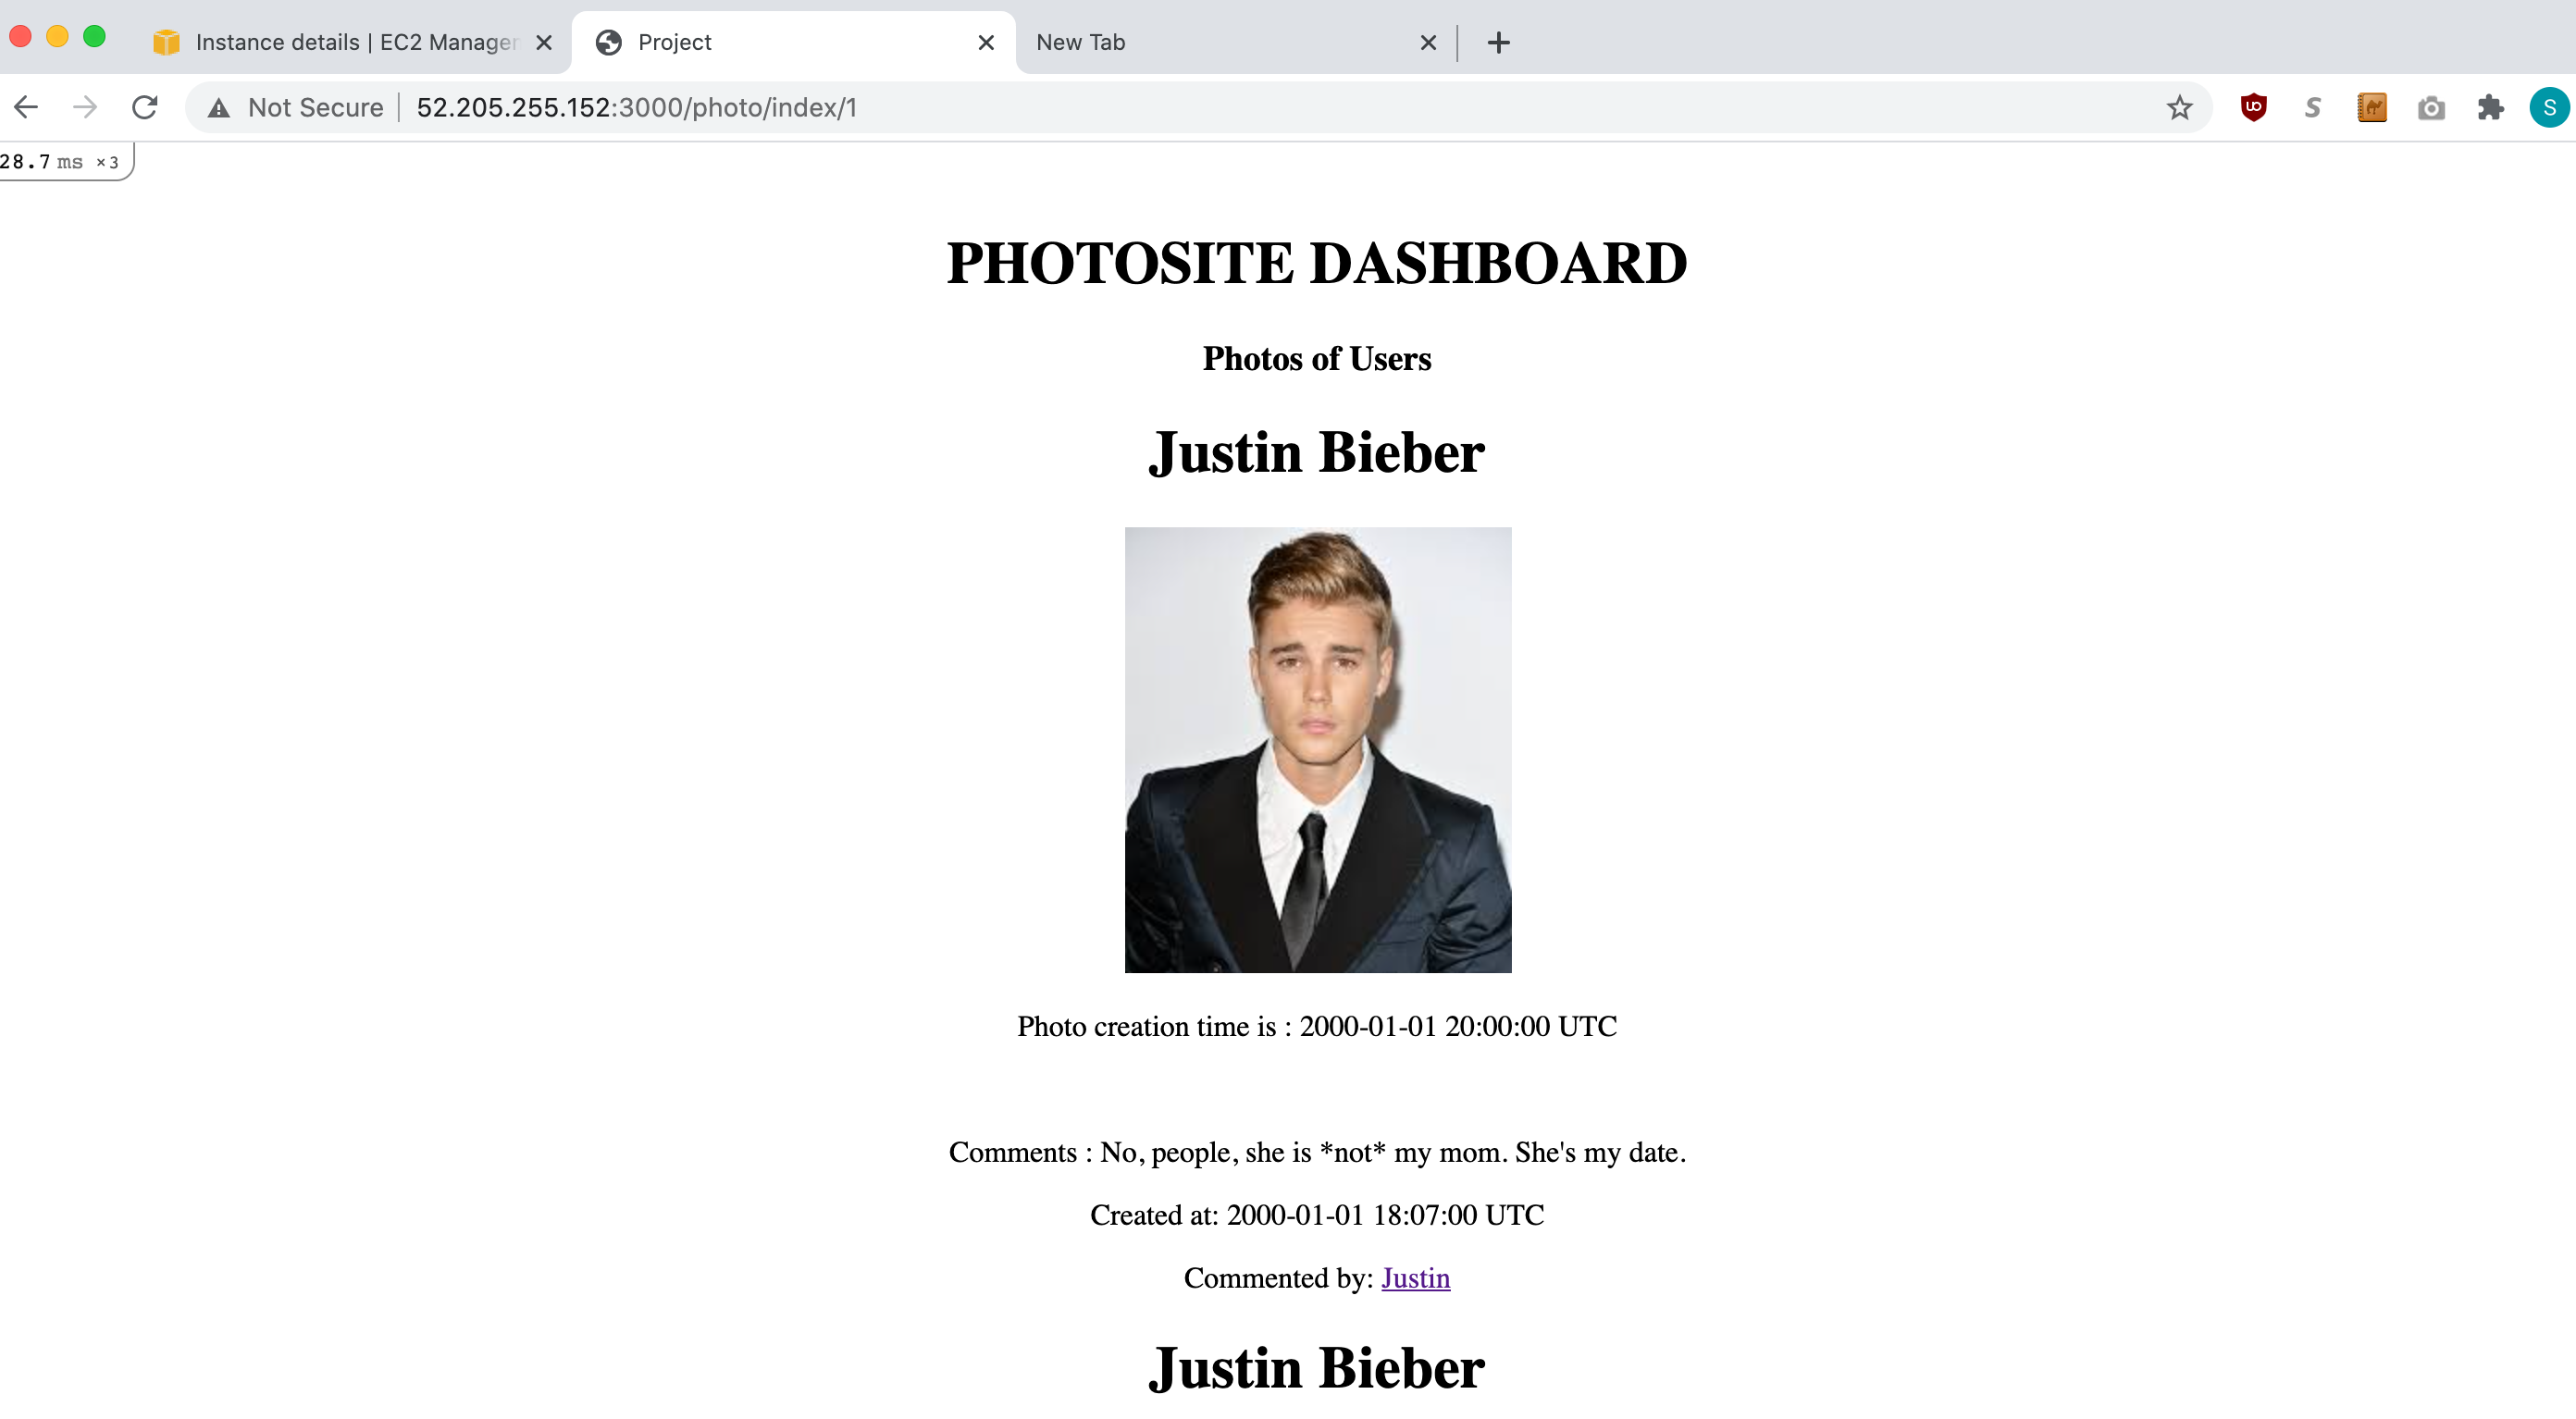 Instance details | EC2 Manager
Project
New Tab
Not Secure
52.205.255.152:3000/photo/index/1
S
S
28.7 ms ×3
PHOTOSITE DASHBOARD
Photos of Users
Justin Bieber
Photo creation time is : 2000-01-01 20:00:00 UTC
Comments : No, people, she is *not* my mom. She's my date.
Created at: 2000-01-01 18:07:00 UTC
Commented by: Justin
Justin Bieber